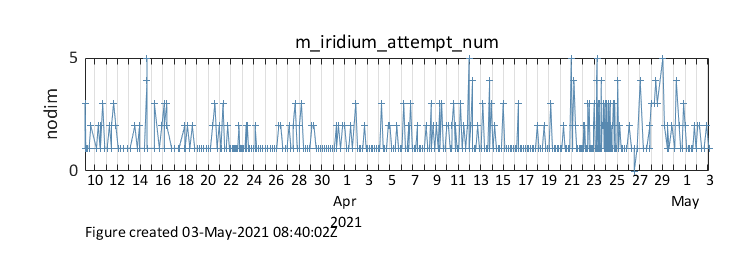 m_iridium_attempt_num
5
nodim
0
10 12 14 16 18 20 22 24 26 28 30 1 3 5 7 9 11 13 15 17 19 21 23 25 27 29 1 3
Apr May
2021
Figure created 03-May-2021 08:40:02Z